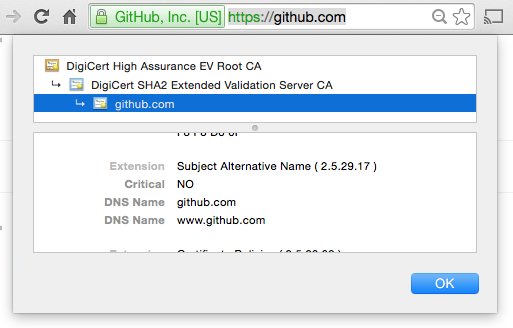 GitHub, Inc. [US] https://github.com
DigiCert High Assurance EV Root CA
DigiCert SHA2 Extended Validation Server CA
github.com
Extension Subject Alternative Name ( 2.5.29.17 )
Critical NO
DNS Name github.com
DNS Name www.github.com
OK